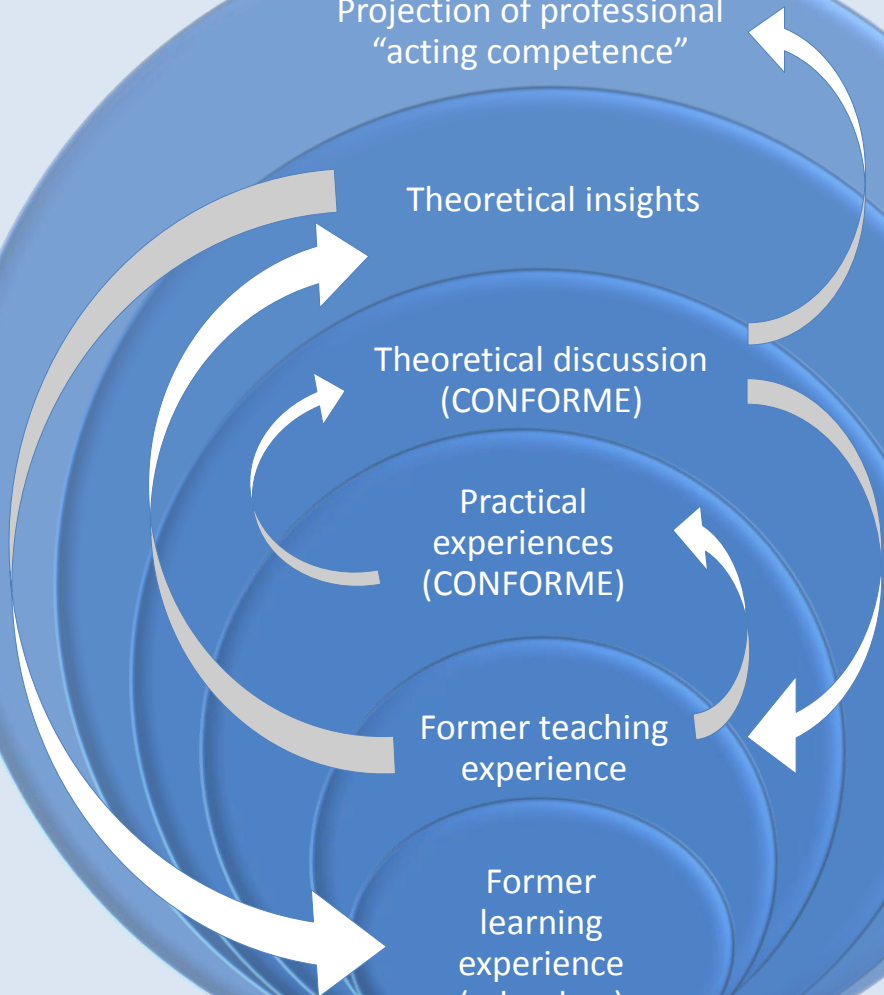 Projection of professional
“acting competence”
Theoretical insights
Theoretical discussion
(CONFORME)
Practical
experiences
(CONFORME)
Former teaching
experience
Former
learning
experience